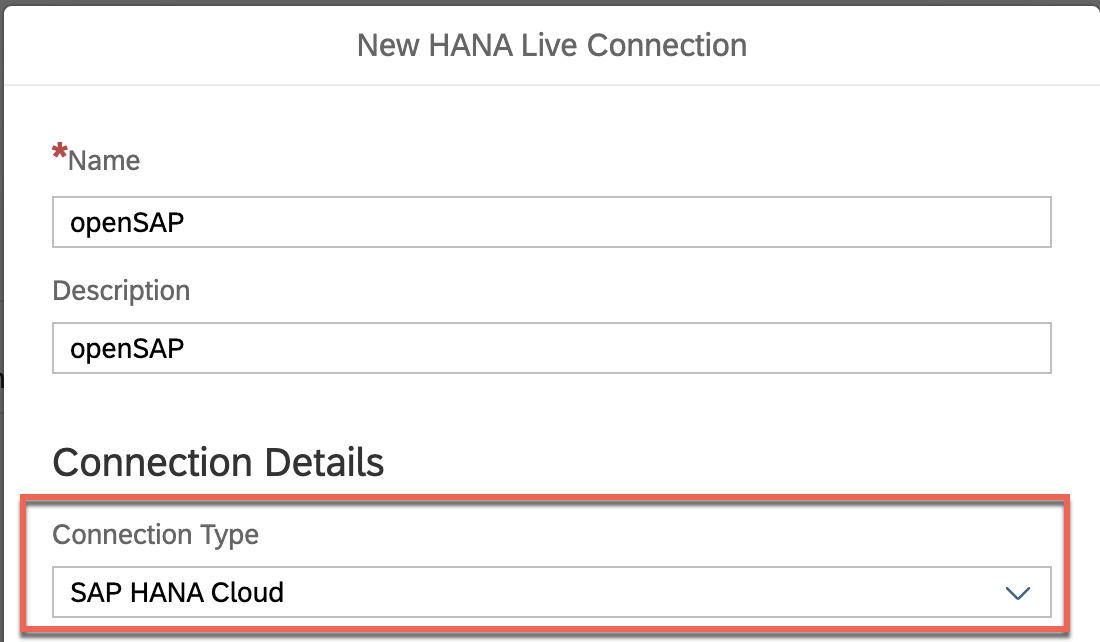 New HANA Live Connection
*Name
openSAP
Description
openSAP
Connection Details
Connection Type
SAP HANA Cloud